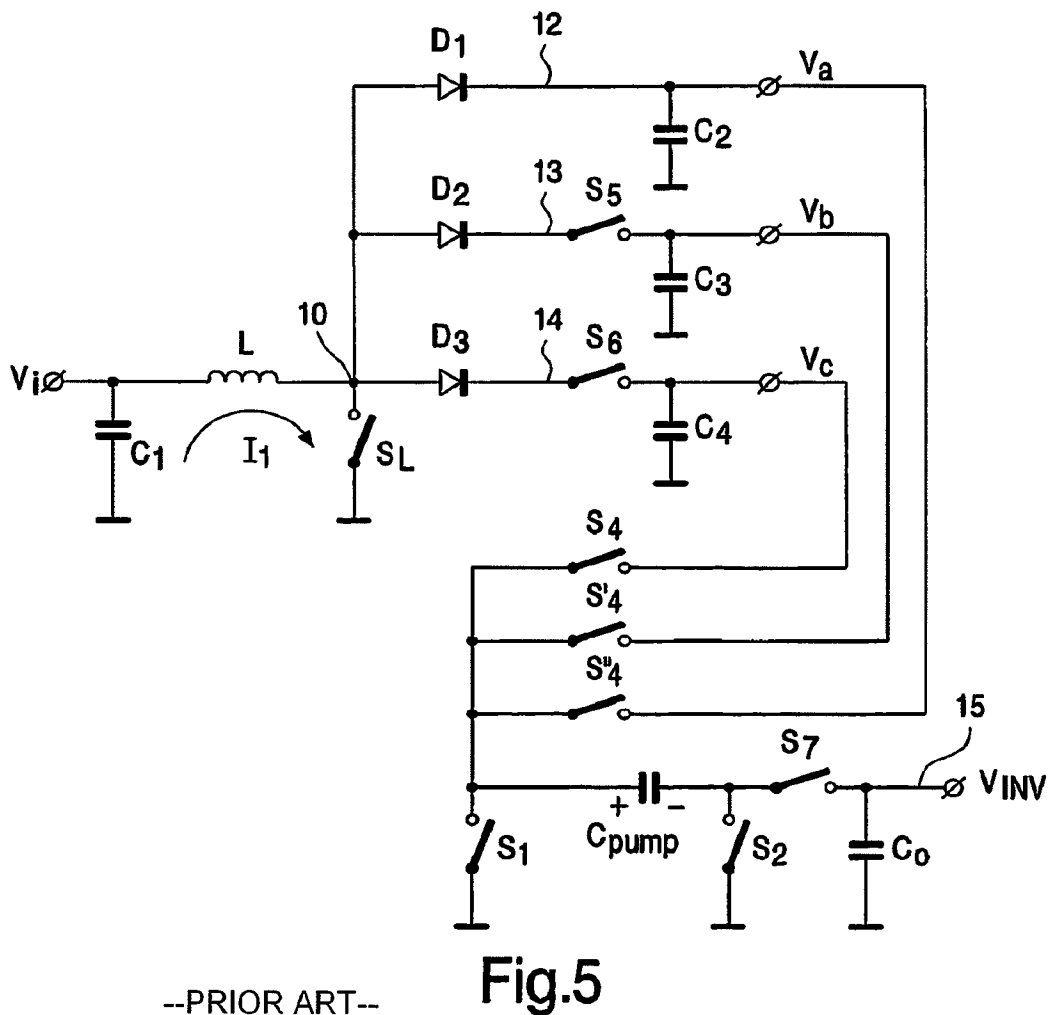 12
D1
Va
C2
D2
13
S5
Vb
C3
10
L
D3
14
S6
Vc
Vi
C1
I1
SL
C4
S4
S'4
S"4
15
S7
VINV
+ -
Cpump
S1
S2
Co
Fig.5
--PRIOR ART--